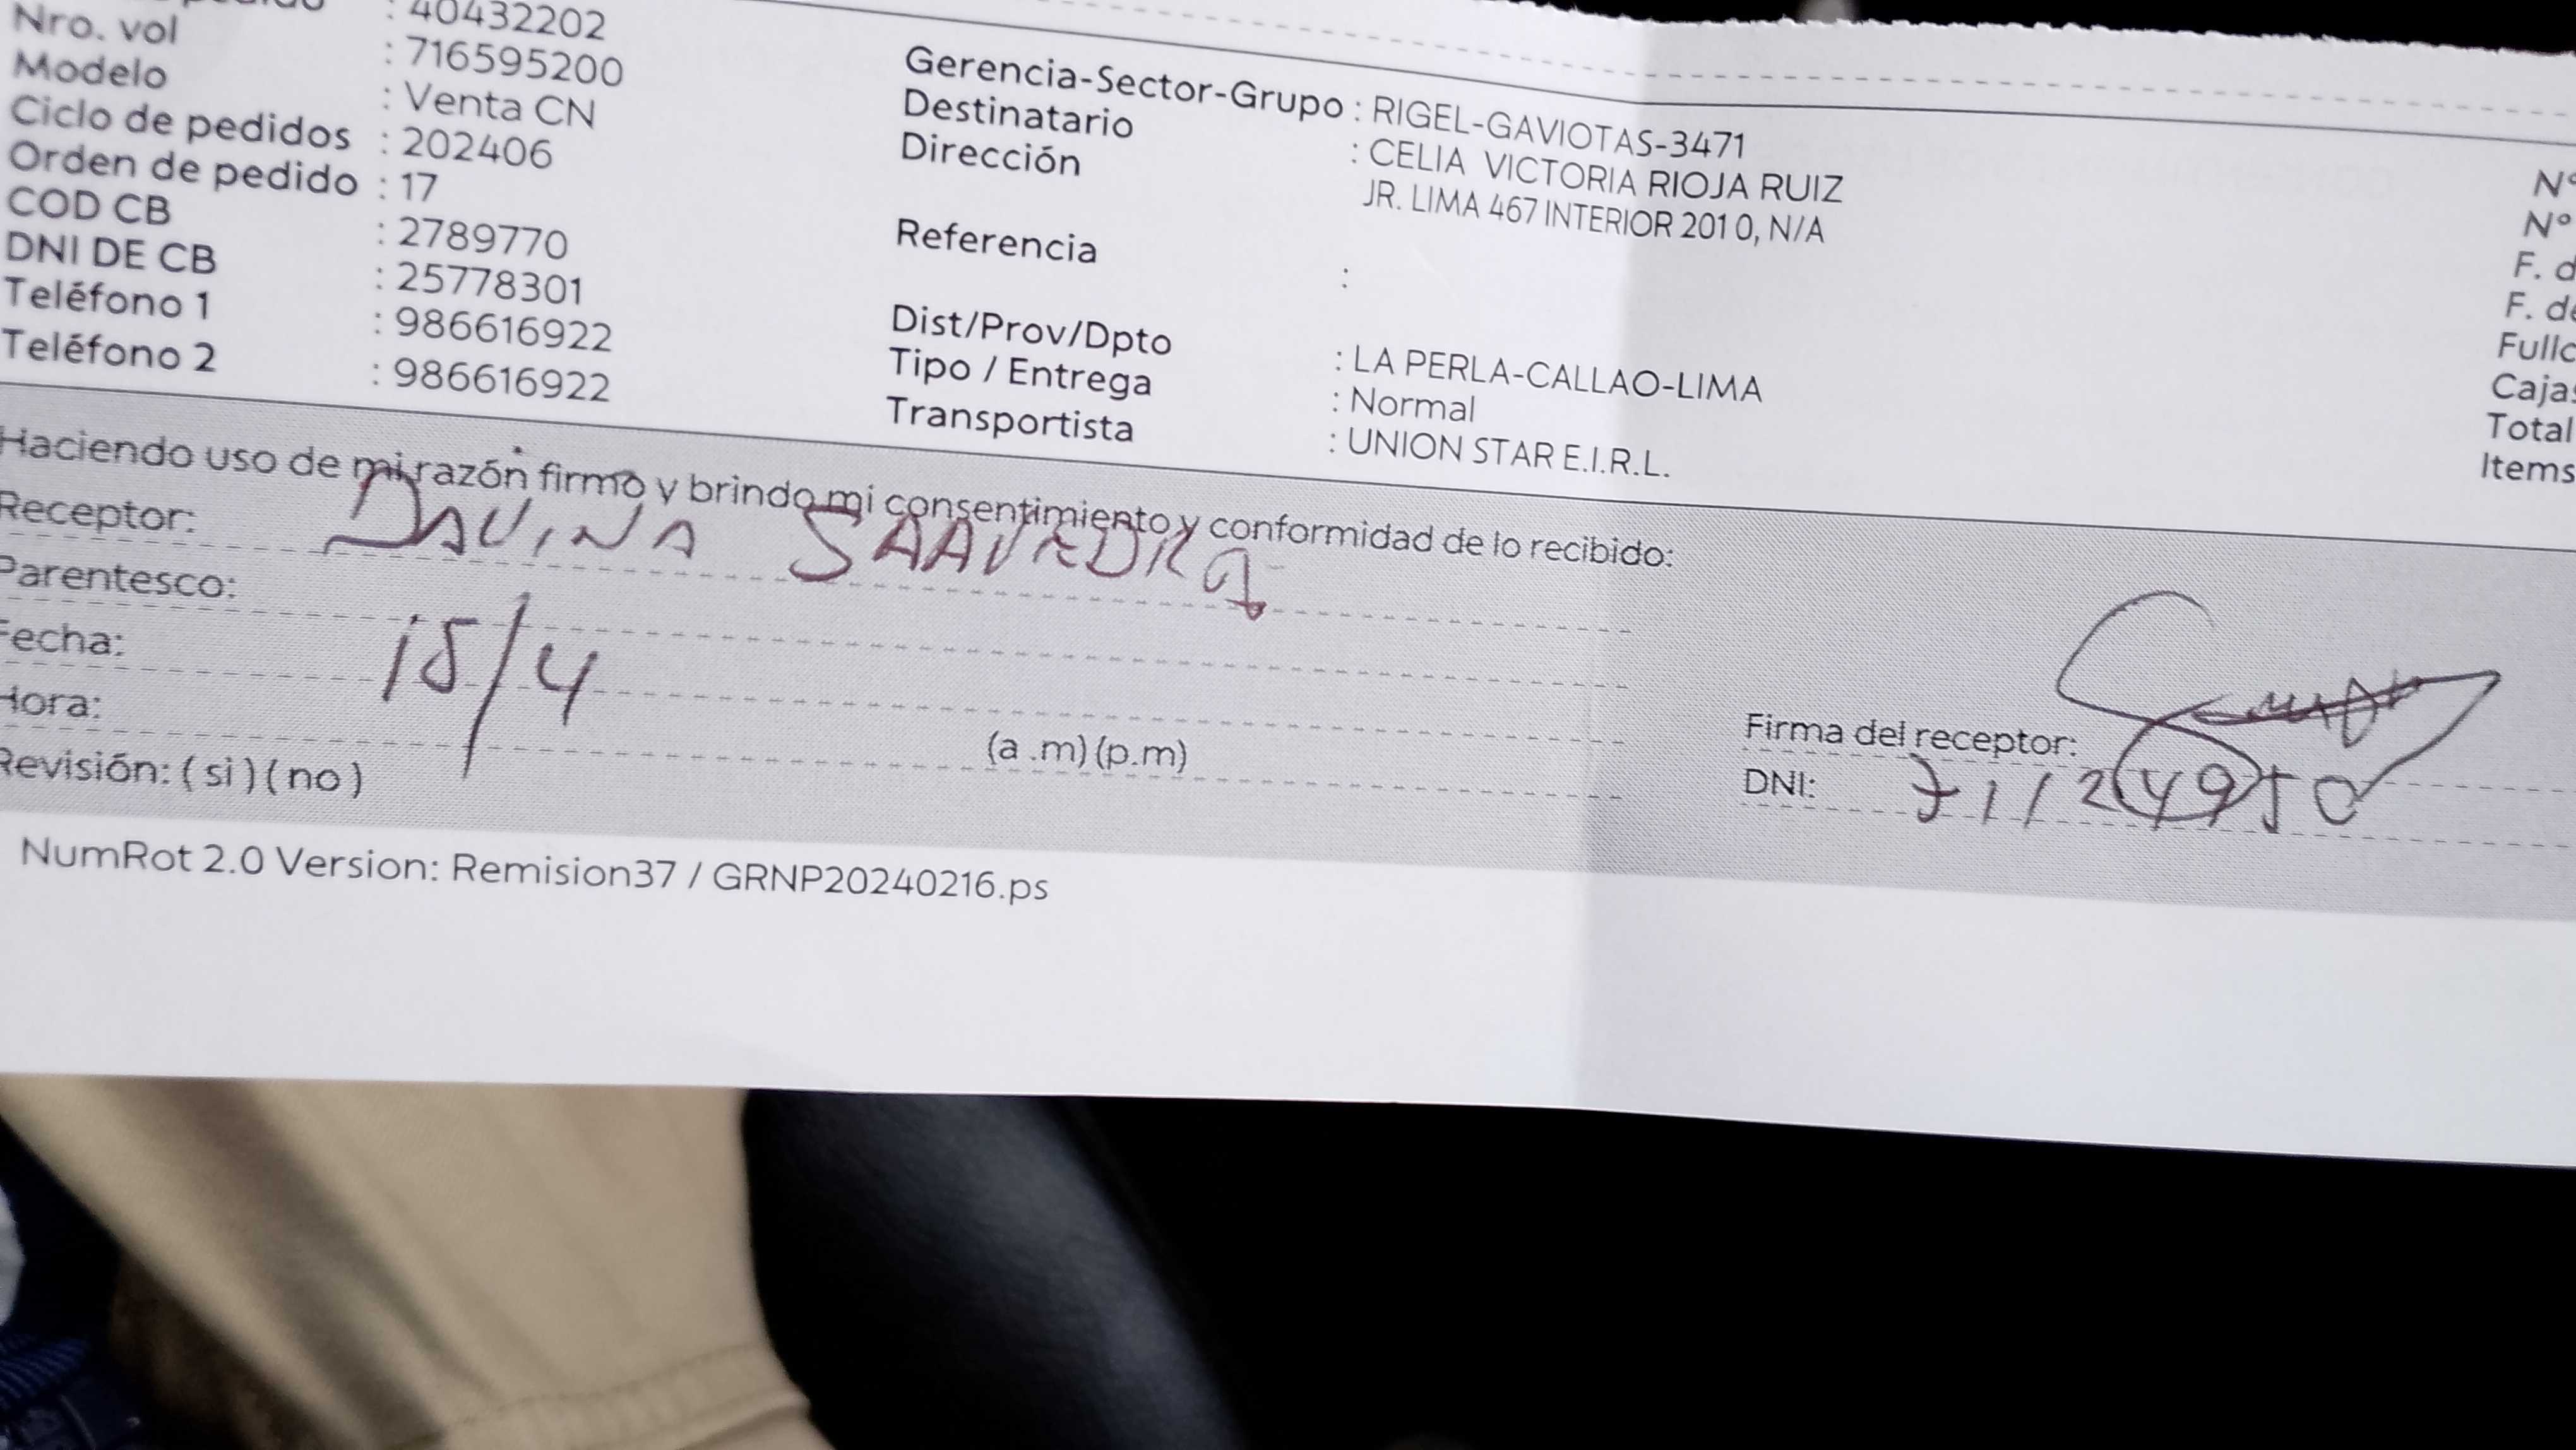 : 40432202
Nro. vol : 716595200
Modelo : Venta CN
Ciclo de pedidos : 202406
Orden de pedido : 17
COD CB : 2789770
DNI DE CB : 25778301
Teléfono 1 : 986616922
Teléfono 2 : 986616922
Gerencia-Sector-Grupo : RIGEL-GAVIOTAS-3471
Destinatario : CELIA VICTORIA RIOJA RUIZ
Dirección JR. LIMA 467 INTERIOR 201 0, N/A
Referencia :
Dist/Prov/Dpto : LA PERLA-CALLAO-LIMA
Tipo / Entrega : Normal
Transportista : UNION STAR E.I.R.L.
N°
N°
F. d
F. de
Caja
Total
Items
Haciendo uso de mi razón firmo y brindo mi consentimiento y conformidad de lo recibido:
Receptor: DAVINA SAAVEDRA
Parentesco:
Fecha: 15/4
Hora: (a .m) (p.m)
Revisión: ( si ) ( no )
Firma del receptor:
DNI: 71124950
NumRot 2.0 Version: Remision37 / GRNP20240216.ps